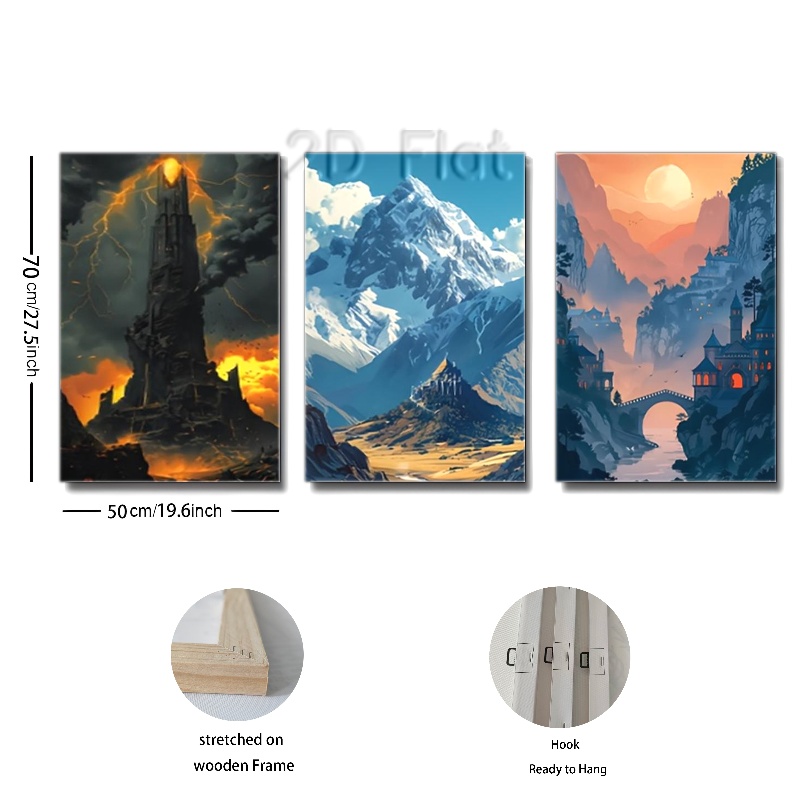 2D Flat
70 cm/27.5inch
50 cm/19.6inch
stretched on
wooden Frame
Hook
Ready to Hang